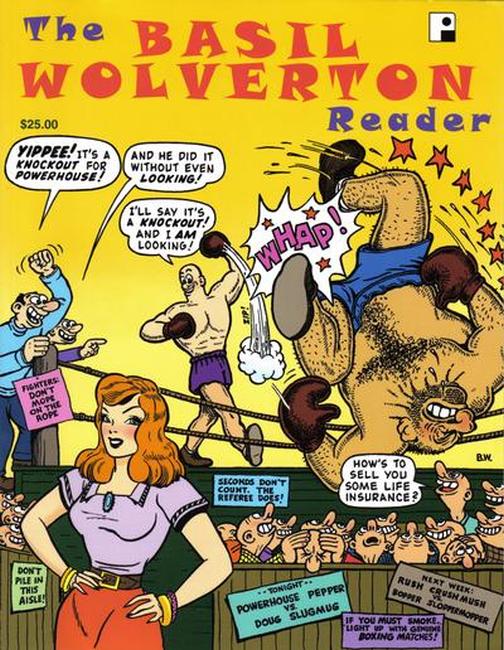 The BASIL
WOLVERTON
Reader
$25.00
YIPPEE! IT'S A
KNOCKOUT FOR
POWERHOUSE!
AND HE DID IT
WITHOUT EVEN
LOOKING!
I'LL SAY IT'S
A KNOCKOUT!
AND I AM
LOOKING!
WHAP!
ZIP!
FIGHTERS:
DON'T
MOPE
ON THE
ROPE
B.W.
HOW'S TO
SELL YOU
SOME LIFE
INSURANCE?
SECONDS DON'T
COUNT. THE
REFEREE DOES!
DON'T
PILE IN
THIS
AISLE!
--TONIGHT--
POWERHOUSE PEPPER
VS.
DOUG SLUGMUG
NEXT WEEK:
RUSH CRUSHMUSH
VS.
BOPPER SLOPPERMOPPER
IF YOU MUST SMOKE,
LIGHT UP WITH GENUINE
BOXING MATCHES!